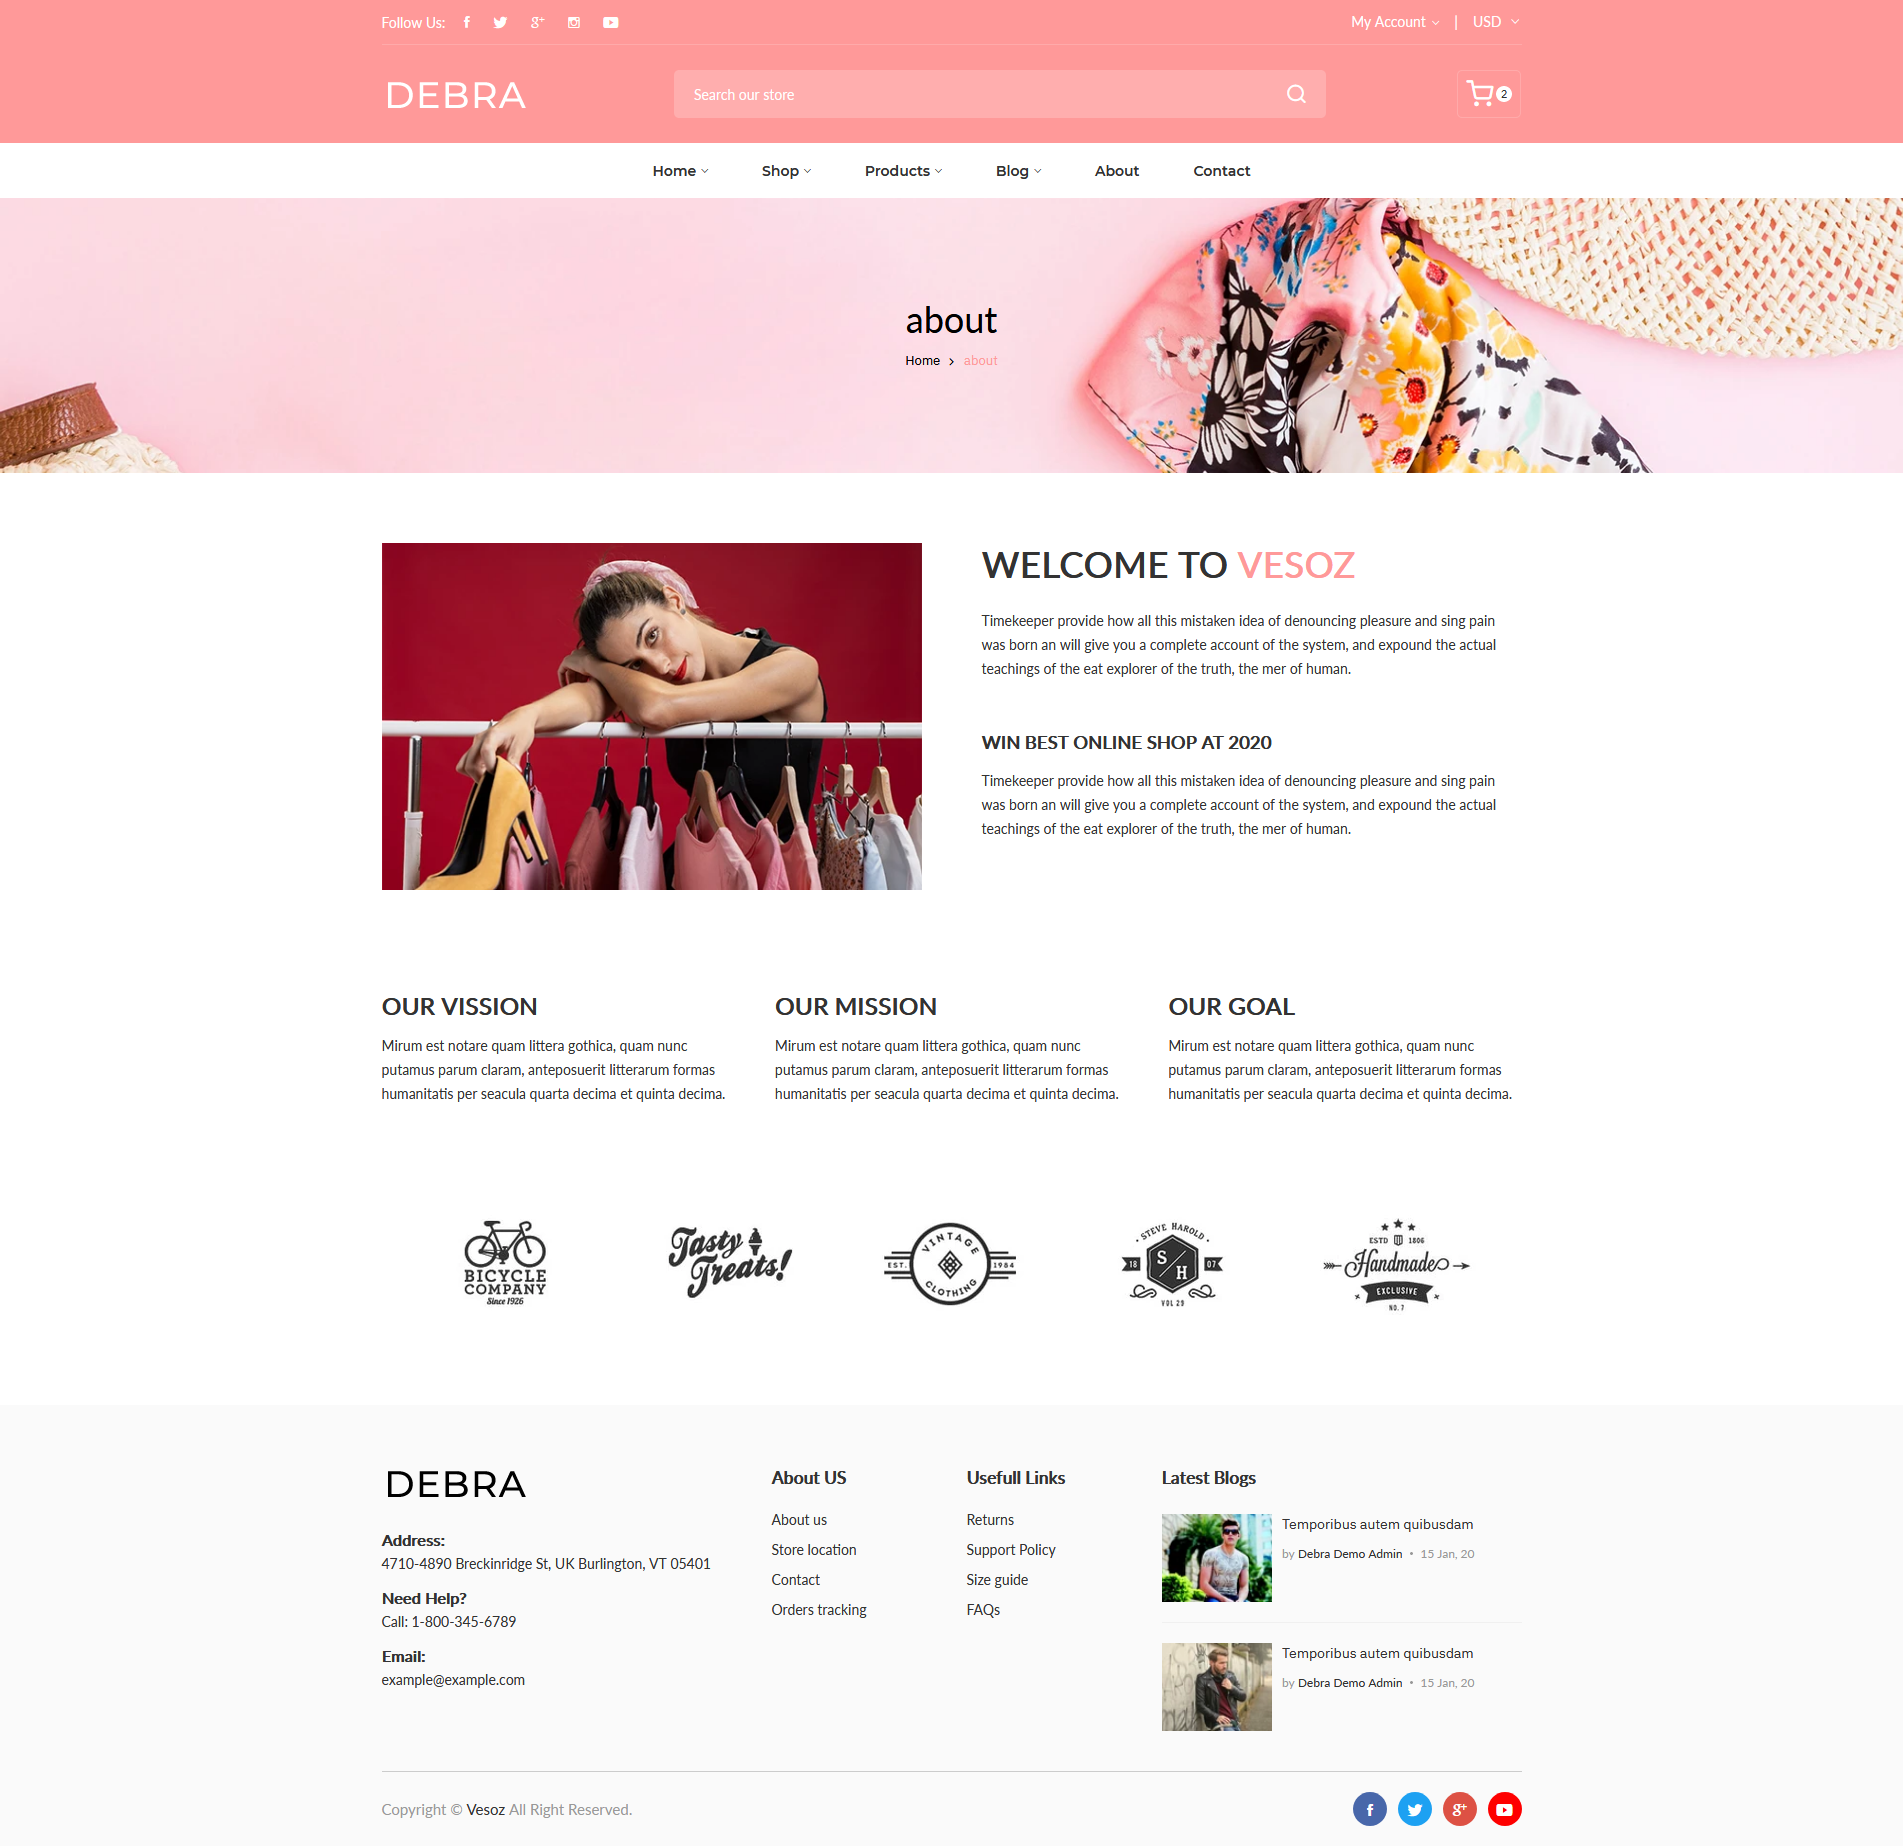 Follow Us:
My Account | USD
DEBRA
Search our store
2
Home Shop Products Blog About Contact
about
Home > about
WELCOME TO VESOZ
Timekeeper provide how all this mistaken idea of denouncing pleasure and sing pain
was born an will give you a complete account of the system, and expound the actual
teachings of the eat explorer of the truth, the mer of human.
WIN BEST ONLINE SHOP AT 2020
Timekeeper provide how all this mistaken idea of denouncing pleasure and sing pain
was born an will give you a complete account of the system, and expound the actual
teachings of the eat explorer of the truth, the mer of human.
OUR VISSION
Mirum est notare quam littera gothica, quam nunc
putamus parum claram, anteposuerit litterarum formas
humanitatis per seacula quarta decima et quinta decima.
OUR MISSION
Mirum est notare quam littera gothica, quam nunc
putamus parum claram, anteposuerit litterarum formas
humanitatis per seacula quarta decima et quinta decima.
OUR GOAL
Mirum est notare quam littera gothica, quam nunc
putamus parum claram, anteposuerit litterarum formas
humanitatis per seacula quarta decima et quinta decima.
BICYCLE
COMPANY
Since 1926
Tasty
Treats!
VINTAGE
EST. 1984
CLOTHING
STEVE HAROLD
18 S H 07
VOL 29
ESTD 1806
Handmade
EXCLUSIVE
NO. 7
DEBRA
Address:
4710-4890 Breckinridge St, UK Burlington, VT 05401
Need Help?
Call: 1-800-345-6789
Email:
example@example.com
About US
About us
Store location
Contact
Orders tracking
Usefull Links
Returns
Support Policy
Size guide
FAQs
Latest Blogs
Temporibus autem quibusdam
by Debra Demo Admin • 15 Jan, 20
Temporibus autem quibusdam
by Debra Demo Admin • 15 Jan, 20
Copyright © Vesoz All Right Reserved.